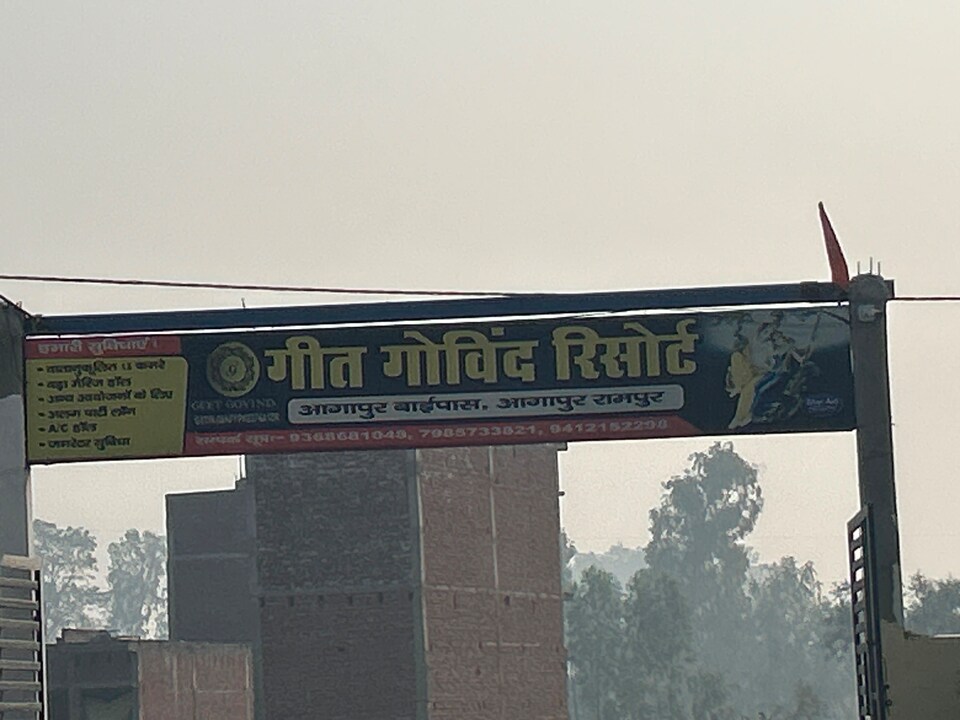 हमारी सुविधाएं :
- वातानुकूलित 15 कमरे
- बड़ा मैरिज हॉल
- अन्य आयोजनों के लिए
- अलग पार्टी लॉन
- A/C हॉल
- जनरेटर सुविधा
गीत गोविंद रिसोर्ट
GEET GOVIND
आगापुर बाईपास, आगापुर रामपुर
सम्पर्क सूत्र:- 9368681048, 7985733821, 9412152298